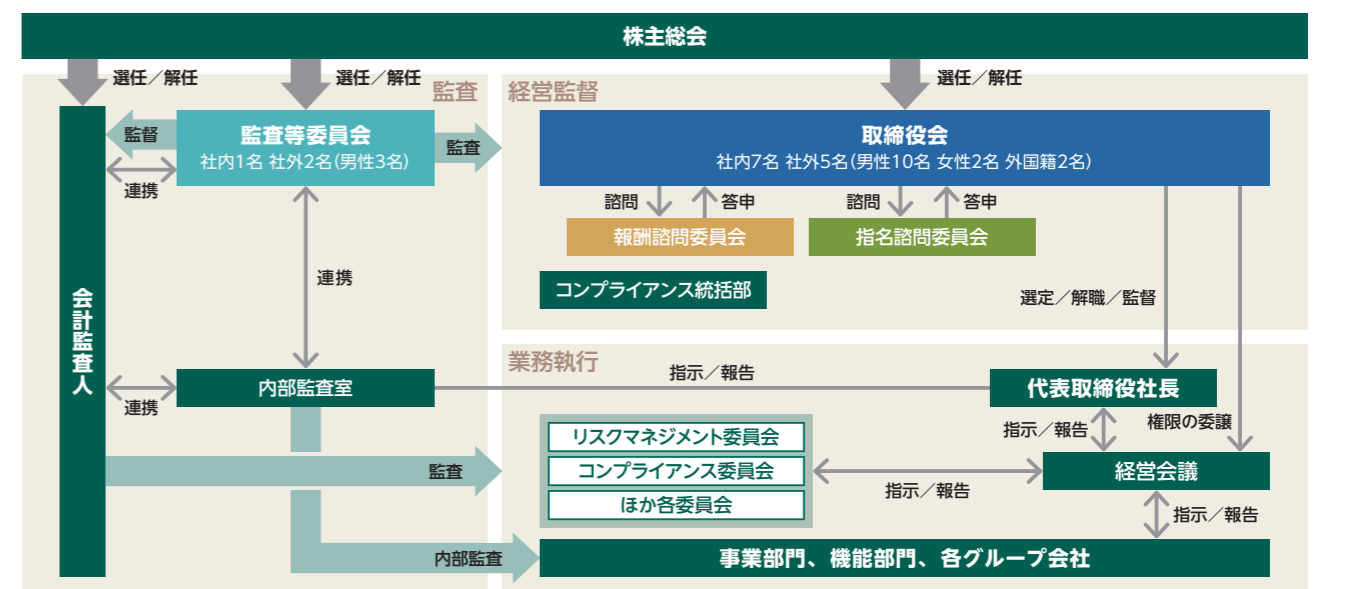 株主総会
選任／解任
選任／解任
選任／解任
監査
経営監督
監督
監査等委員会
社内1名 社外2名（男性3名）
監査
取締役会
社内7名 社外5名（男性10名 女性2名 外国籍2名）
連携
諮問
答申
諮問
答申
報酬諮問委員会
指名諮問委員会
連携
コンプライアンス統括部
選定／解職／監督
会計監査人
業務執行
指示／報告
内部監査室
代表取締役社長
連携
リスクマネジメント委員会
指示／報告
権限の委譲
監査
コンプライアンス委員会
経営会議
指示／報告
ほか各委員会
指示／報告
内部監査
事業部門、機能部門、各グループ会社